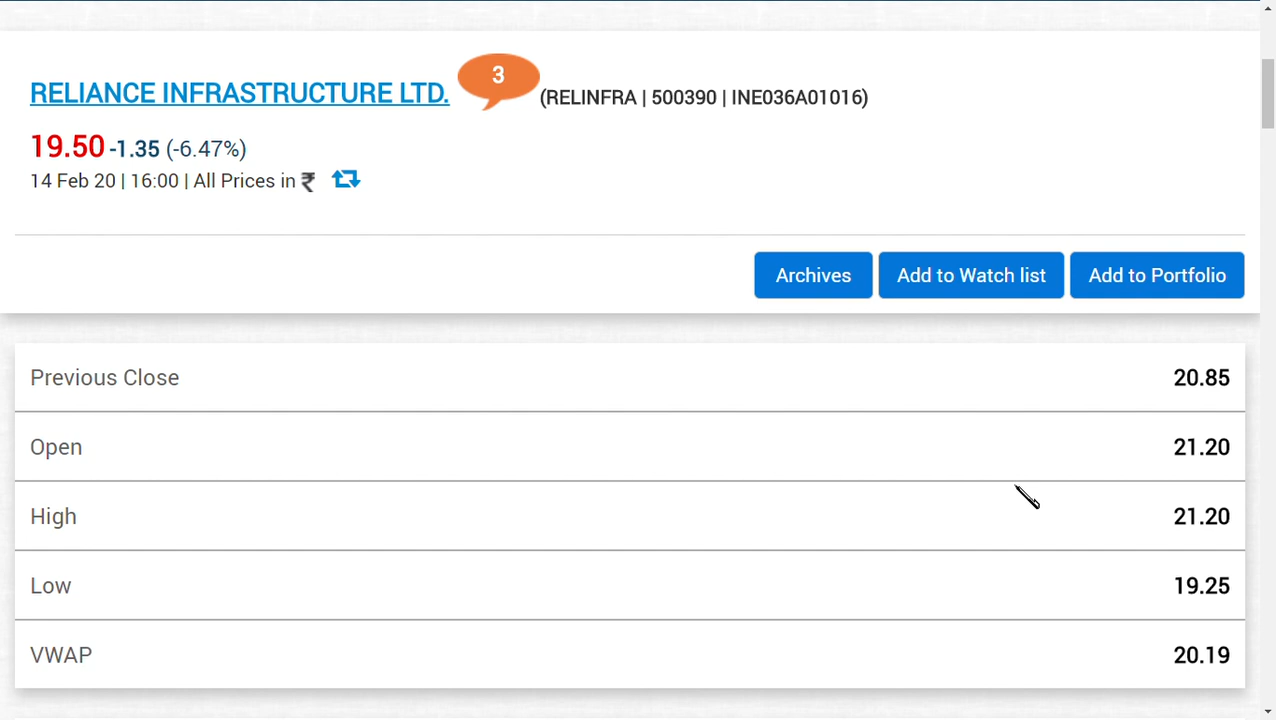 RELIANCE INFRASTRUCTURE LTD. 3 (RELINFRA | 500390 | INE036A01016)
19.50 -1.35 (-6.47%)
14 Feb 20 | 16:00 | All Prices in ₹
Archives Add to Watch list Add to Portfolio
Previous Close 20.85
Open 21.20
High 21.20
Low 19.25
VWAP 20.19